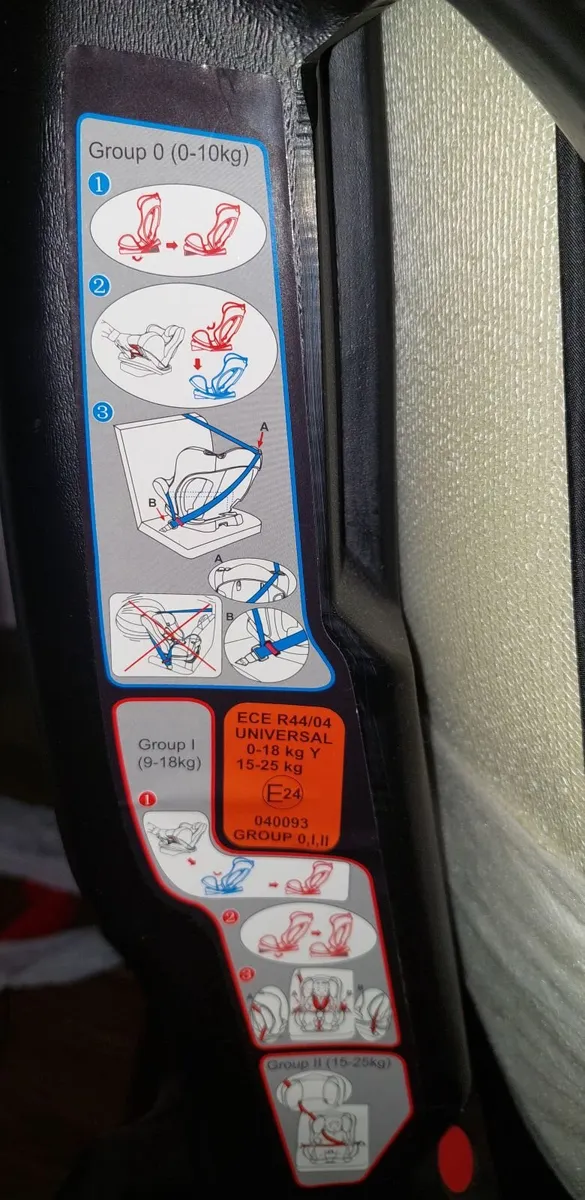 Group 0 (0-10kg)
1
2
3
A
B
A
B
Group I
(9-18kg)
1
ECE R44/04
UNIVERSAL
0-18 kg Y
15-25 kg
E24
040093
GROUP 0,I,II
2
3
Group II (15-25kg)